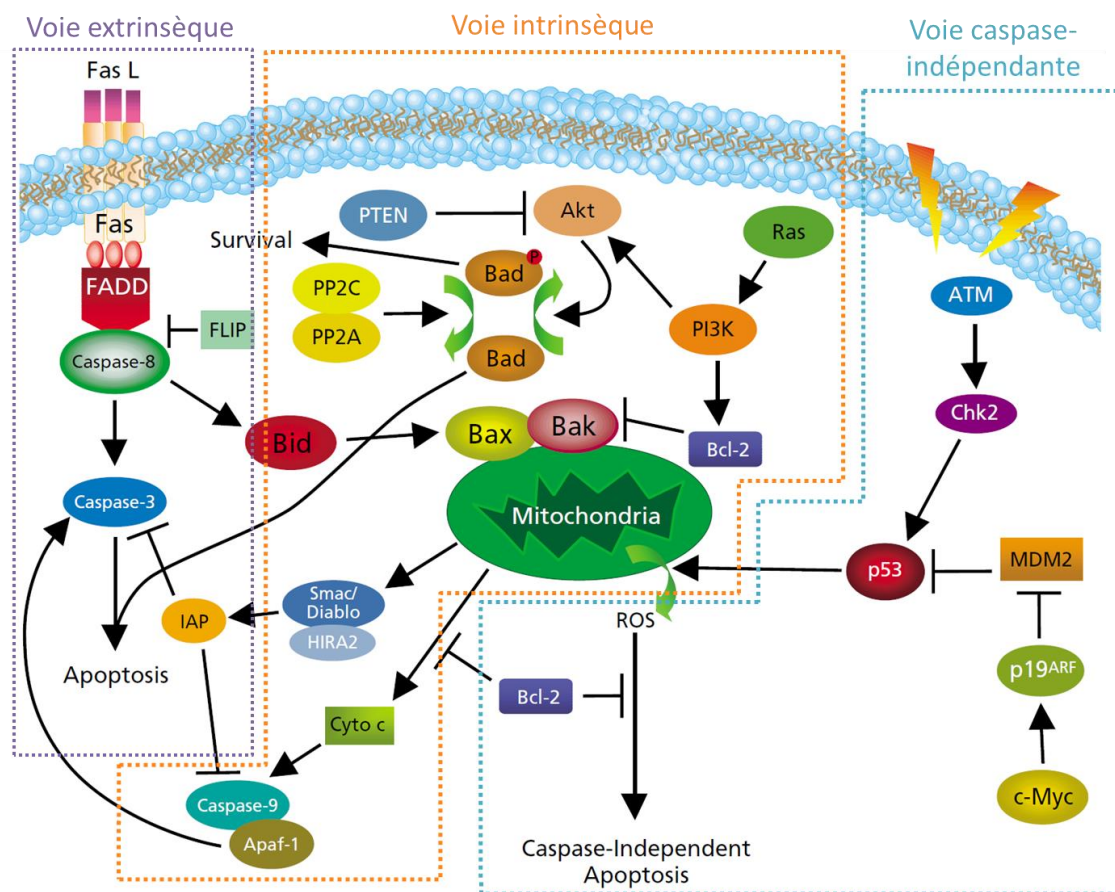 Voie extrinsèque
Voie intrinsèque
Voie caspase-
indépendante
Fas L
Fas
FADD
FLIP
Caspase-8
Caspase-3
IAP
Apoptosis
Survival
PTEN
Akt
Ras
PP2C
PP2A
Bad
P
Bad
PI3K
Bid
Bax
Bak
Bcl-2
Mitochondria
Smac/
Diablo
HIRA2
Cyto c
Caspase-9
Apaf-1
ROS
Bcl-2
Caspase-Independent
Apoptosis
ATM
Chk2
p53
MDM2
p19ARF
c-Myc